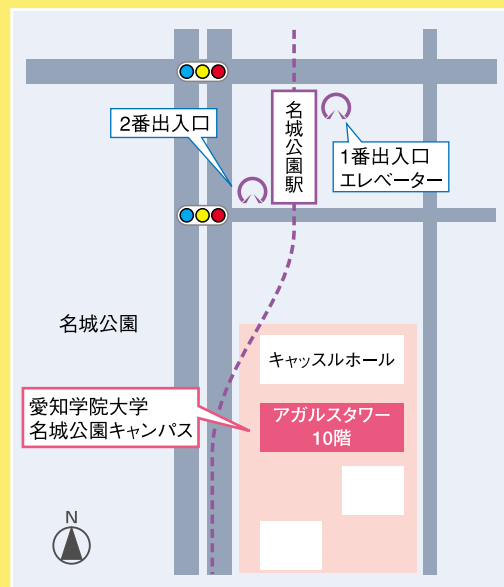 2番出入口
名城公園駅
1番出入口
エレベーター
名城公園
キャッスルホール
愛知学院大学
名城公園キャンパス
アガルスタワー
10階
N